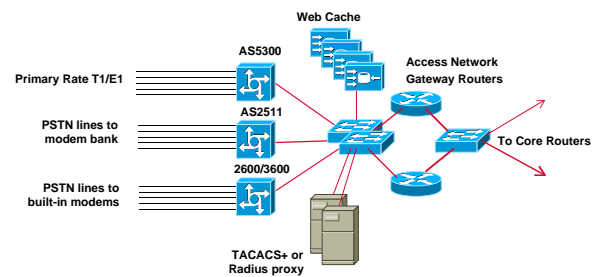 Web Cache
AS5300
Access Network
Gateway Routers
Primary Rate T1/E1
AS2511
PSTN lines to
modem bank
To Core Routers
2600/3600
PSTN lines to
built-in modems
TACACS+ or
Radius proxy